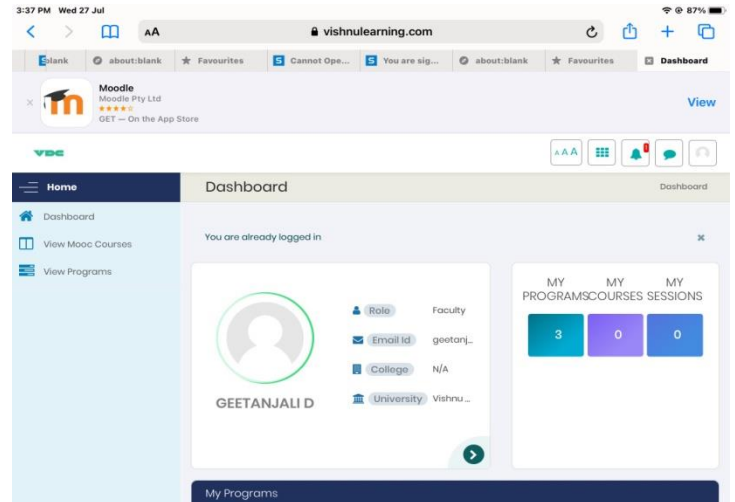 3:37 PM Wed 27 Jul
87%
AA
vishnulearning.com
blank
about:blank
Favourites
Cannot Ope...
You are sig...
about:blank
Favourites
Dashboard
Moodle
Moodle Pty Ltd
GET — On the App Store
View
VDC
AAA
Home
Dashboard
Dashboard
Dashboard
View Mooc Courses
View Programs
You are already logged in
GEETANJALI D
Role Faculty
Email Id geetanj...
College N/A
University Vishnu ...
MY PROGRAMS
3
MY COURSES
0
MY SESSIONS
0
My Programs